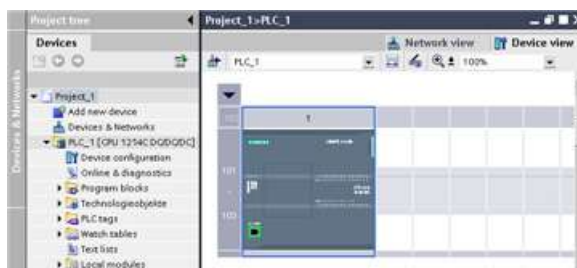 Project tree
Project_1>PLC_1
Devices
Network view
Device view
PLC_1
100%
Devices & Networks
Project_1
Add new device
Devices & Networks
PLC_1 [CPU 1214C DC/DC/DC]
Device configuration
Online & diagnostics
Program blocks
Technologieobjekte
PLC tags
Watch tables
Text lists
Local modules
1
103
101